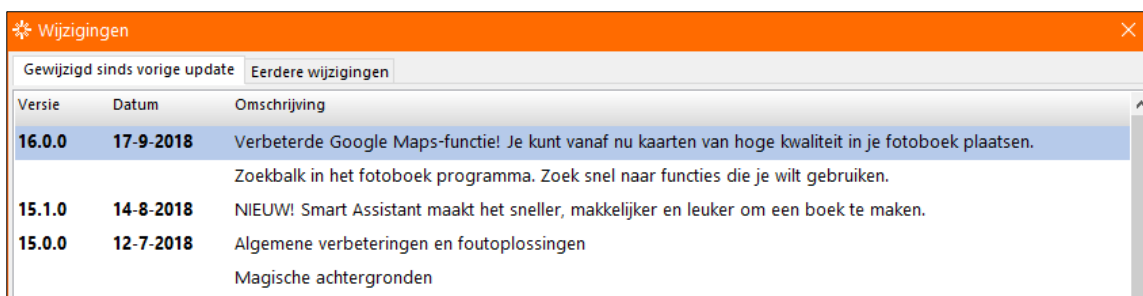 Wijzigingen
Gewijzigd sinds vorige update Eerdere wijzigingen
Versie Datum Omschrijving
16.0.0 17-9-2018 Verbeterde Google Maps-functie! Je kunt vanaf nu kaarten van hoge kwaliteit in je fotoboek plaatsen.
Zoekbalk in het fotoboek programma. Zoek snel naar functies die je wilt gebruiken.
15.1.0 14-8-2018 NIEUW! Smart Assistant maakt het sneller, makkelijker en leuker om een boek te maken.
15.0.0 12-7-2018 Algemene verbeteringen en foutoplossingen
Magische achtergronden